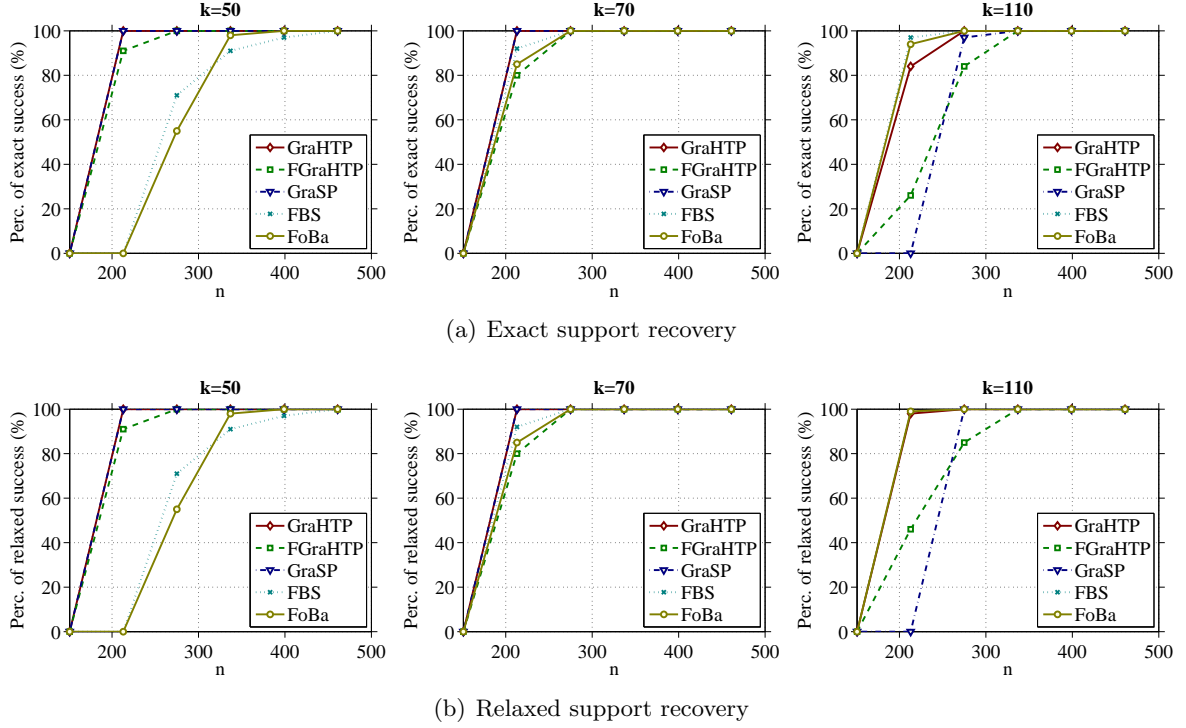 k=50
Perc. of exact success (%)
100
80
60
40
20
0
200
300
400
500
n
GraHTP
FGraHTP
GraSP
FBS
FoBa
k=70
Perc. of exact success (%)
100
80
60
40
20
0
200
300
400
500
n
GraHTP
FGraHTP
GraSP
FBS
FoBa
k=110
Perc. of exact success (%)
100
80
60
40
20
0
200
300
400
500
n
GraHTP
FGraHTP
GraSP
FBS
FoBa
(a) Exact support recovery
k=50
Perc. of relaxed success (%)
100
80
60
40
20
0
200
300
400
500
n
GraHTP
FGraHTP
GraSP
FBS
FoBa
k=70
Perc. of relaxed success (%)
100
80
60
40
20
0
200
300
400
500
n
GraHTP
FGraHTP
GraSP
FBS
FoBa
k=110
Perc. of relaxed success (%)
100
80
60
40
20
0
200
300
400
500
n
GraHTP
FGraHTP
GraSP
FBS
FoBa
(b) Relaxed support recovery